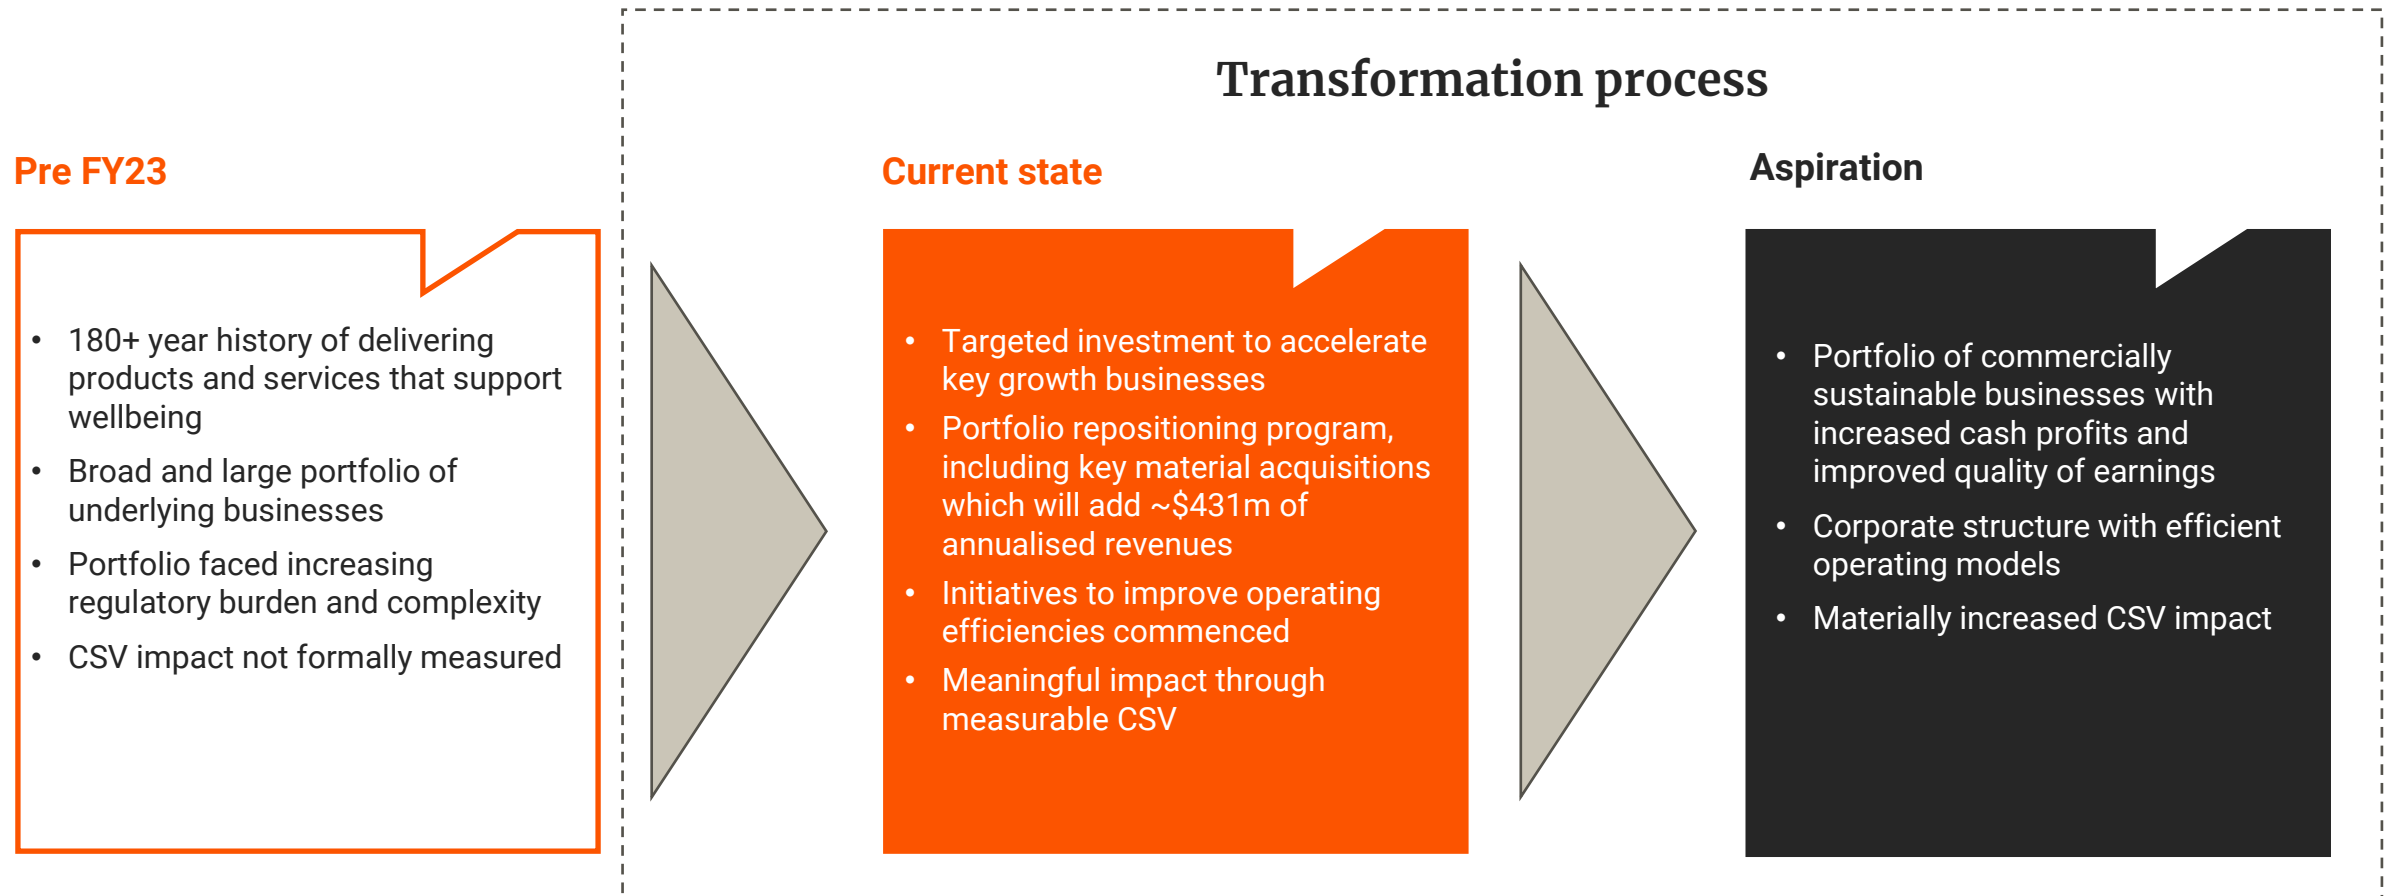 Transformation process
Pre FY23
• 180+ year history of delivering
products and services that support
wellbeing
• Broad and large portfolio of
underlying businesses
• Portfolio faced increasing
regulatory burden and complexity
• CSV impact not formally measured
Current state
• Targeted investment to accelerate
key growth businesses
• Portfolio repositioning program,
including key material acquisitions
which will add ~$431m of
annualised revenues
• Initiatives to improve operating
efficiencies commenced
• Meaningful impact through
measurable CSV
Aspiration
• Portfolio of commercially
sustainable businesses with
increased cash profits and
improved quality of earnings
• Corporate structure with efficient
operating models
• Materially increased CSV impact